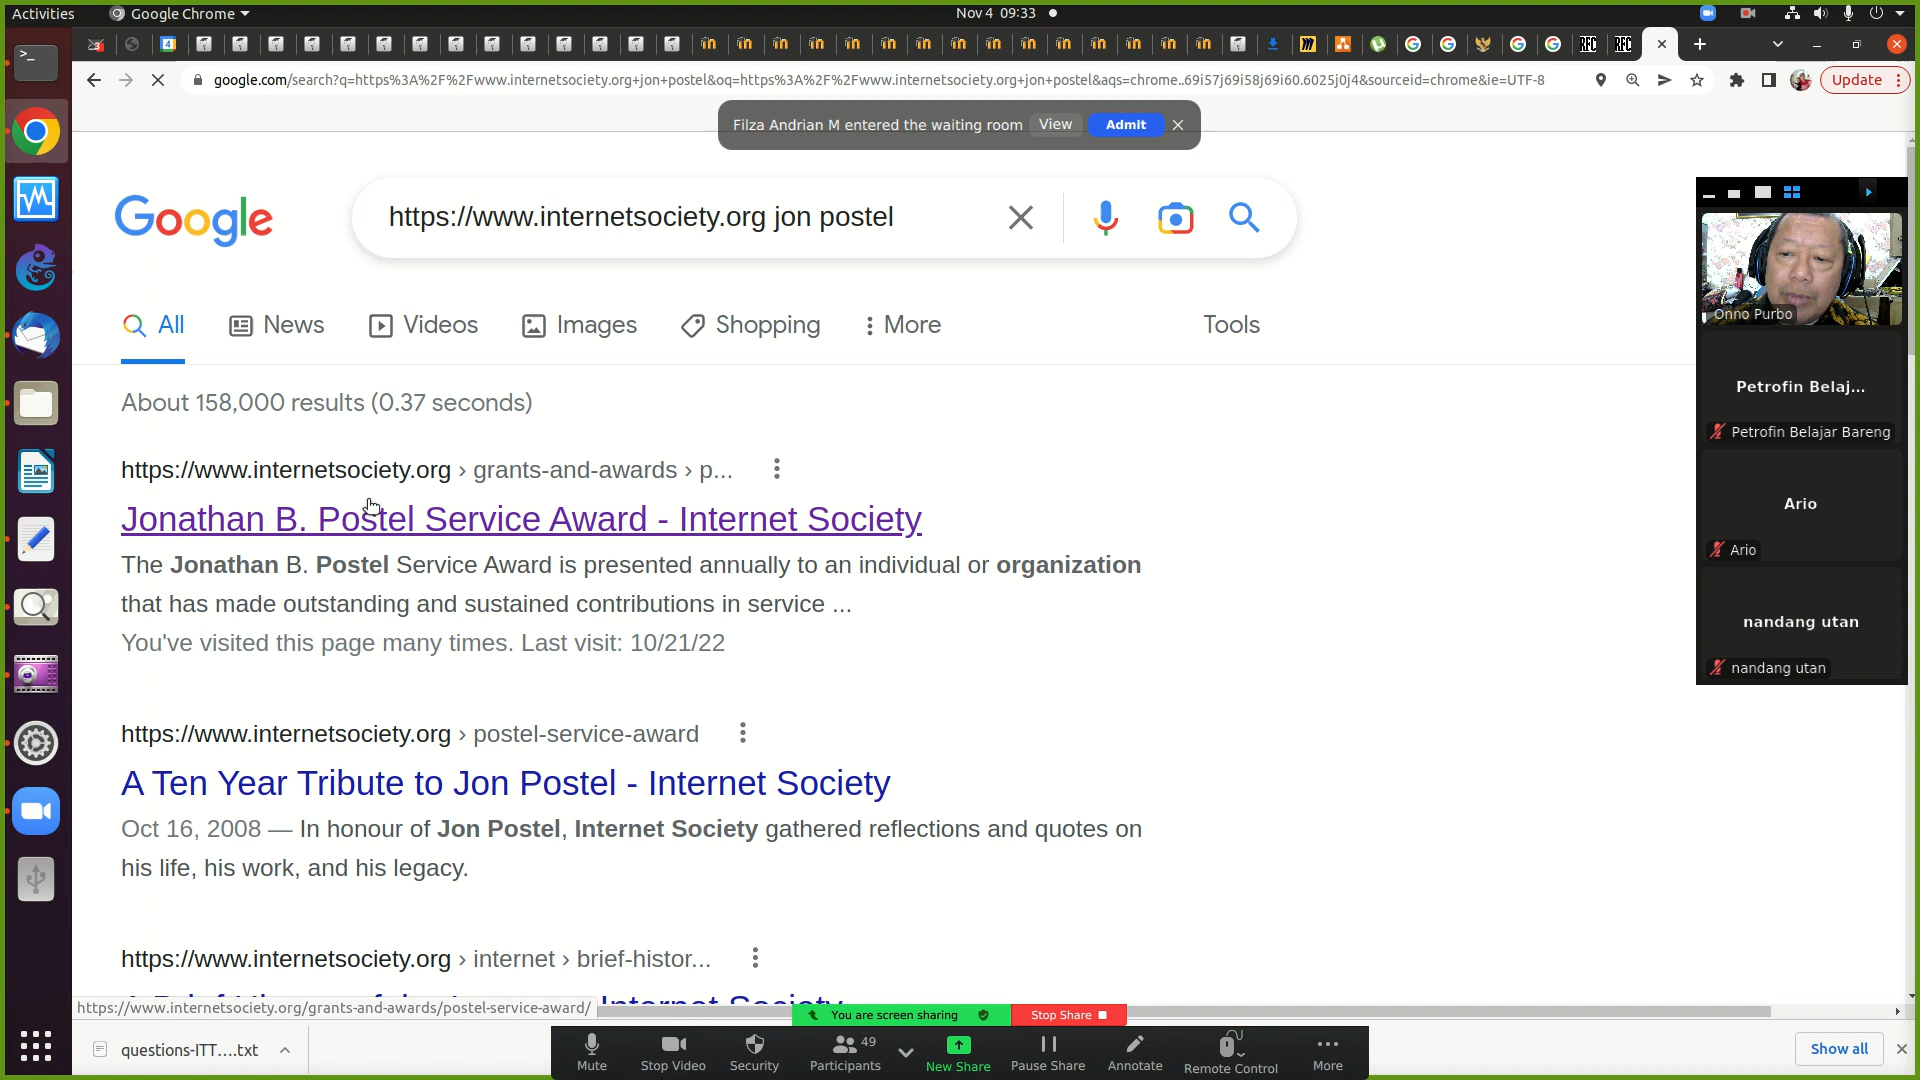 Activities
Google Chrome
Nov 4 09:33
google.com/search?q=https%3A%2F%2Fwww.internetsociety.org+jon+postel&oq=https%3A%2F%2Fwww.internetsociety.org+jon+postel&aqs=chrome..69i57j69i58j69i60.6025j0j4&sourceid=chrome&ie=UTF-8
Update
Filza Andrian M entered the waiting room View Admit
Google
https://www.internetsociety.org jon postel
All News Videos Images Shopping More Tools
About 158,000 results (0.37 seconds)
https://www.internetsociety.org › grants-and-awards › p...
Jonathan B. Postel Service Award - Internet Society
The Jonathan B. Postel Service Award is presented annually to an individual or organization
that has made outstanding and sustained contributions in service ...
You've visited this page many times. Last visit: 10/21/22
https://www.internetsociety.org › postel-service-award
A Ten Year Tribute to Jon Postel - Internet Society
Oct 16, 2008 — In honour of Jon Postel, Internet Society gathered reflections and quotes on
his life, his work, and his legacy.
https://www.internetsociety.org › internet › brief-histor...
Internet Society
https://www.internetsociety.org/grants-and-awards/postel-service-award/
Onno Purbo
Petrofin Belaj...
Petrofin Belajar Bareng
Ario
Ario
nandang utan
nandang utan
You are screen sharing
Stop Share
questions-ITT....txt
Mute
Stop Video
Security
Participants
49
New Share
Pause Share
Annotate
Remote Control
More
Show all